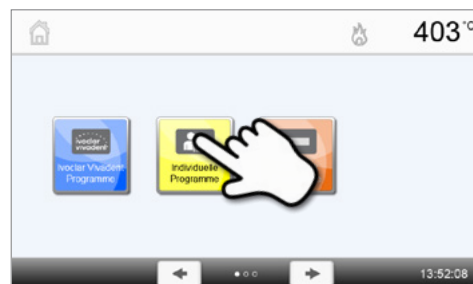 403 °C
ivoclar
vivadent
Ivoclar Vivadent
Programme
Individuelle
Programme
13:52:08